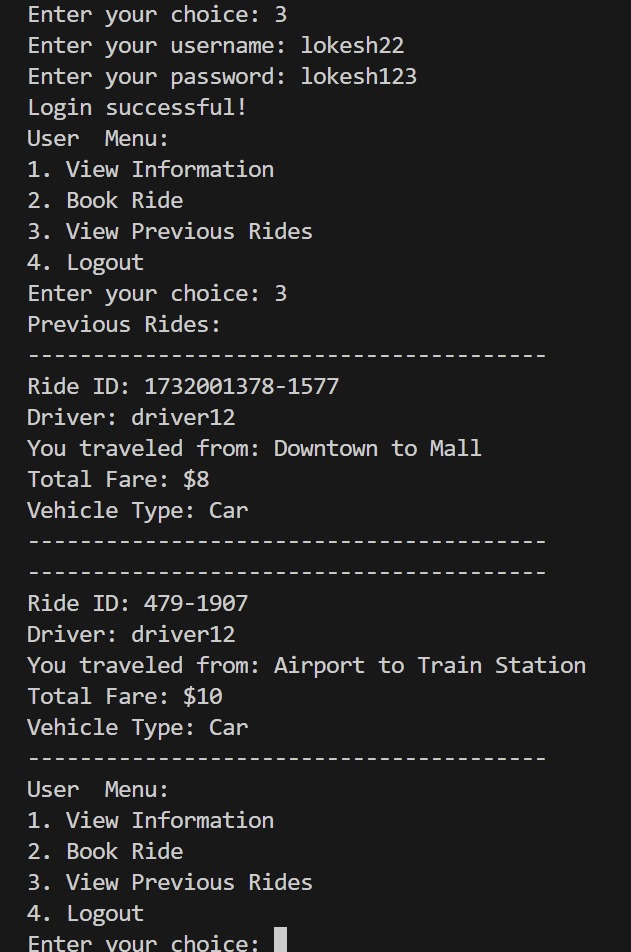 Enter your choice: 3
Enter your username: lokesh22
Enter your password: lokesh123
Login successful!
User  Menu:
1. View Information
2. Book Ride
3. View Previous Rides
4. Logout
Enter your choice: 3
Previous Rides:
----------------------------------------
Ride ID: 1732001378-1577
Driver: driver12
You traveled from: Downtown to Mall
Total Fare: $8
Vehicle Type: Car
----------------------------------------
----------------------------------------
Ride ID: 479-1907
Driver: driver12
You traveled from: Airport to Train Station
Total Fare: $10
Vehicle Type: Car
----------------------------------------
User  Menu:
1. View Information
2. Book Ride
3. View Previous Rides
4. Logout
Enter your choice: